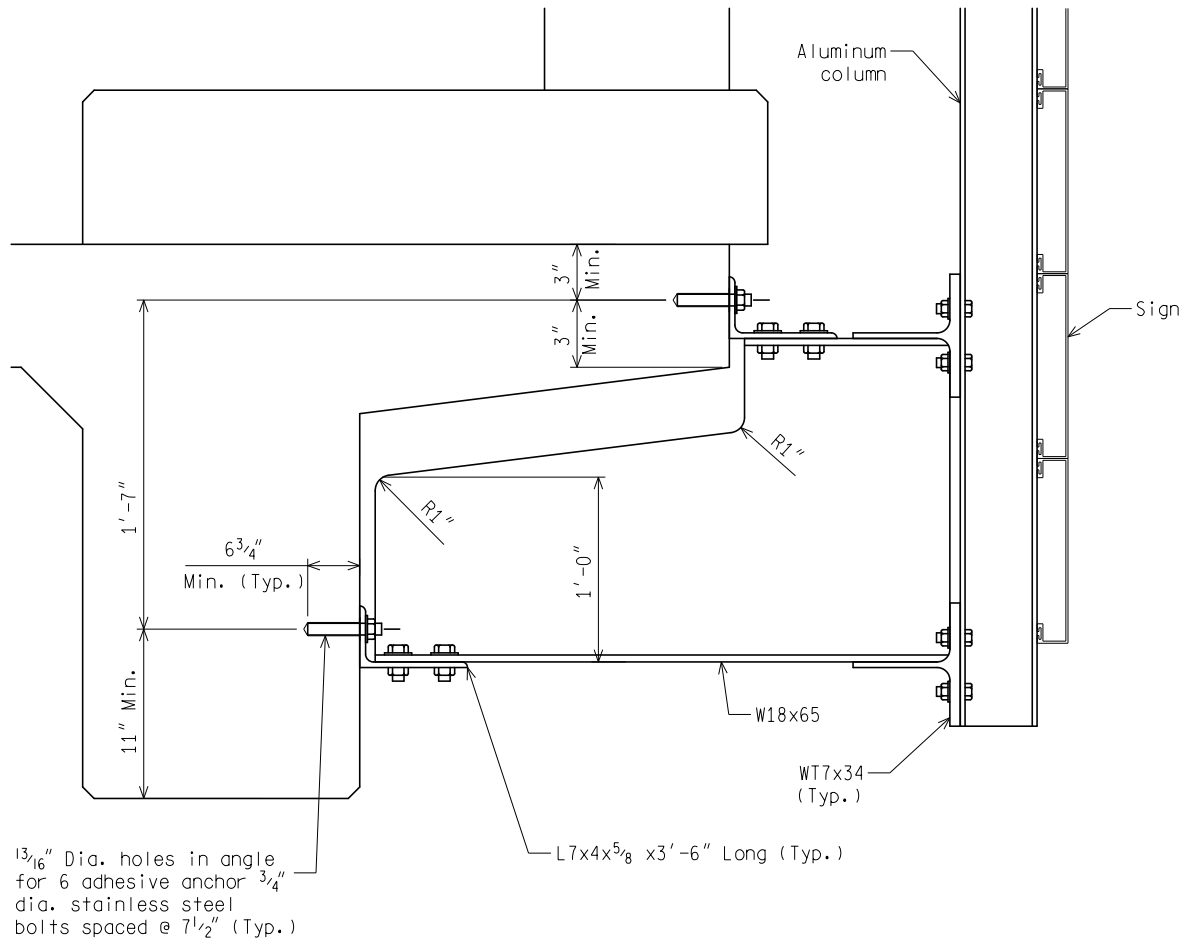 Aluminum
column
3"
Min.
3"
Min.
Sign
R1"
R1"
1'-7"
6 3/4"
Min. (Typ.)
1'-0"
11" Min.
W18x65
WT7x34
(Typ.)
L7x4x5/8 x3'-6" Long (Typ.)
13/16" Dia. holes in angle
for 6 adhesive anchor 3/4"
dia. stainless steel
bolts spaced @ 7 1/2" (Typ.)